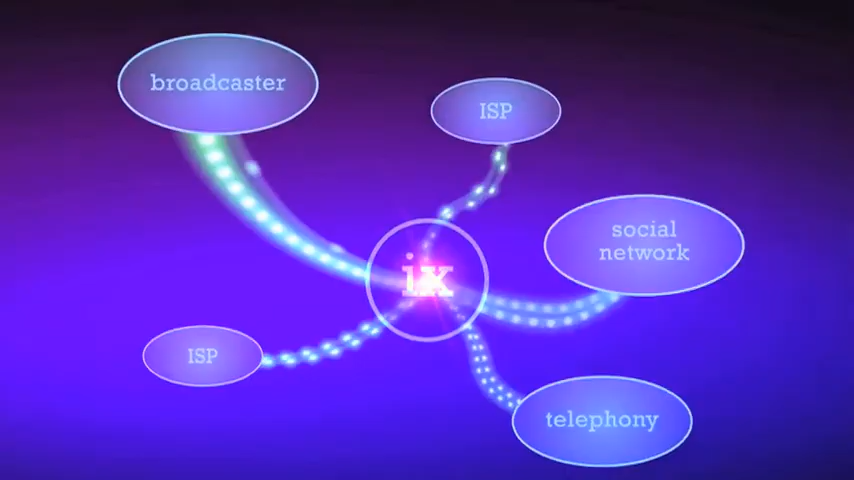 broadcaster
ISP
social
network
ix
ISP
telephony